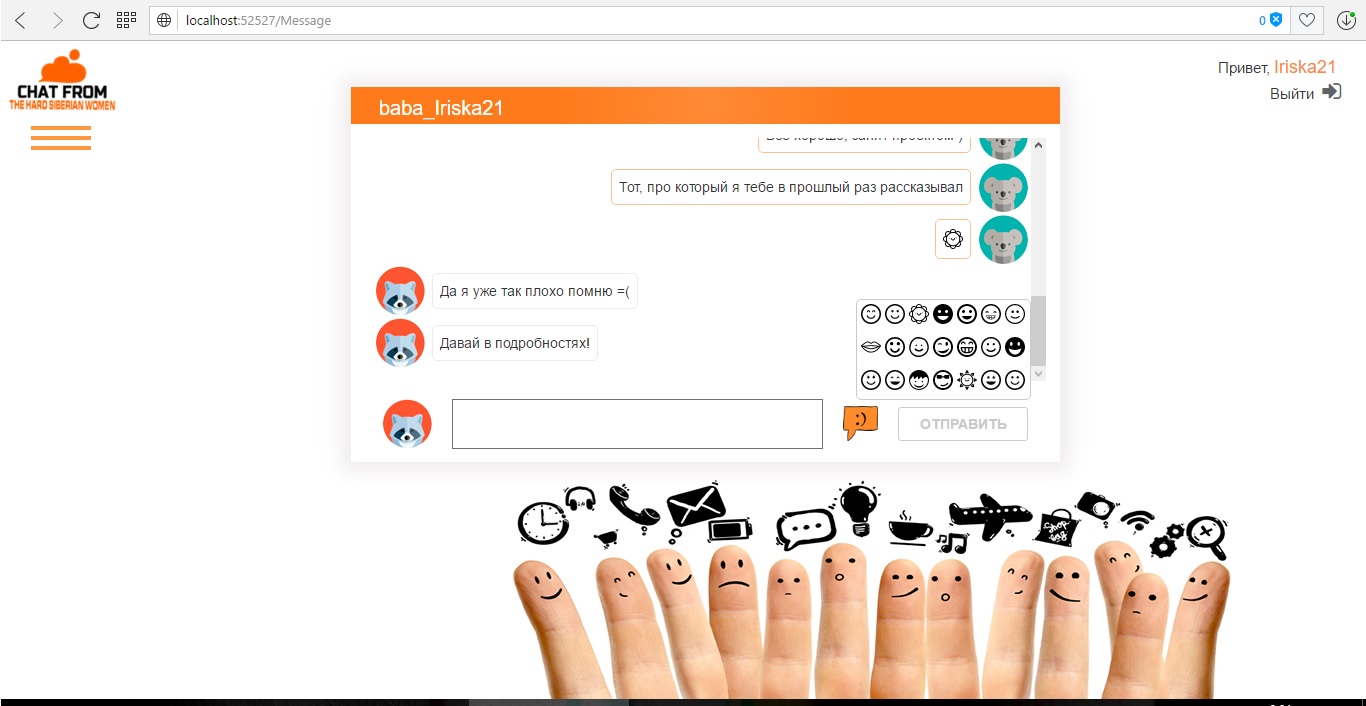 localhost:52527/Message
0
CHAT FROM
THE HARD SIBERIAN WOMEN
Привет, Iriska21
Выйти
baba_Iriska21
Тот, про который я тебе в прошлый раз рассказывал
Да я уже так плохо помню =(
Давай в подробностях!
:)
ОТПРАВИТЬ
Shop
bag